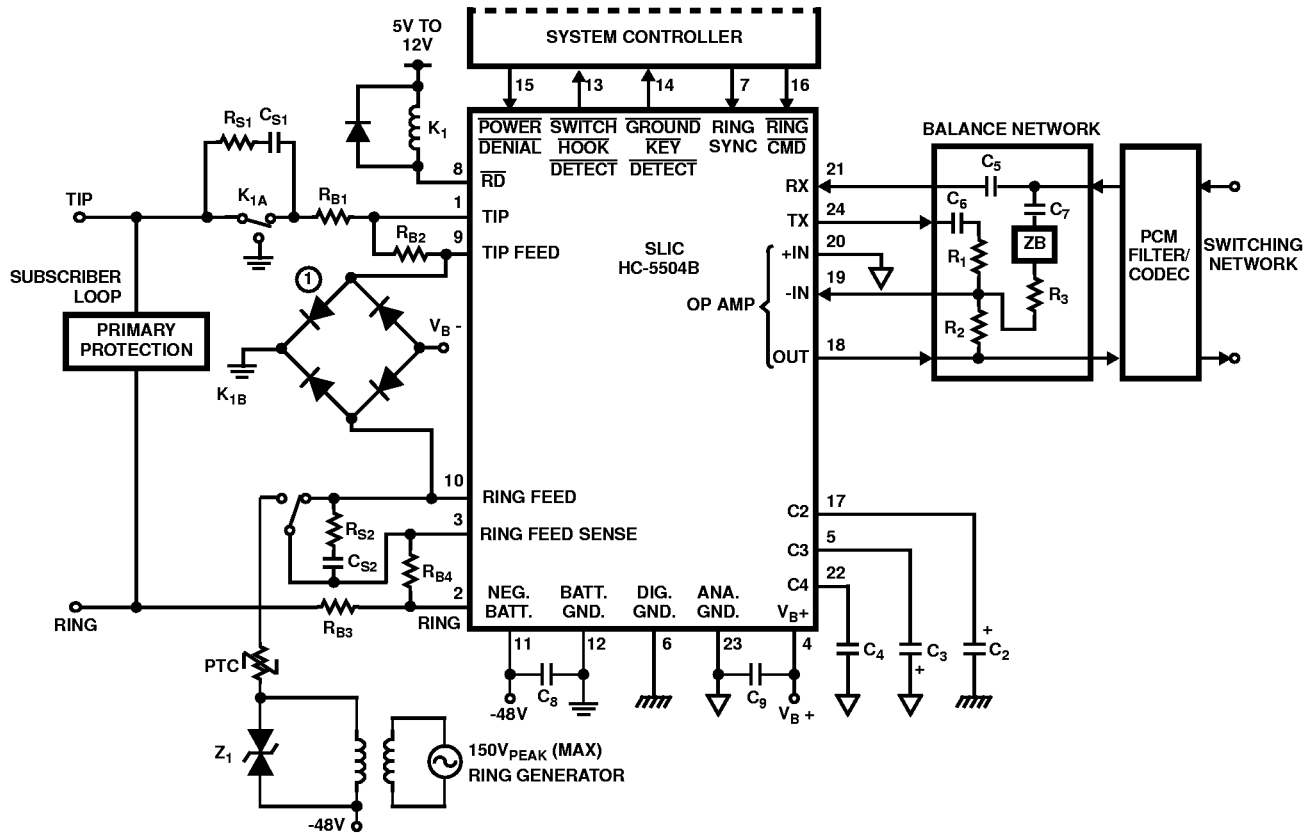 SYSTEM CONTROLLER
5V TO
12V
15
13
14
7
16
K1
RS1
CS1
POWER
DENIAL
SWITCH
HOOK
DETECT
GROUND
KEY
DETECT
RING
SYNC
RING
CMD
BALANCE NETWORK
8
RD
TIP
K1A
RB1
1
TIP
RB2
9
TIP FEED
SLIC
HC-5504B
RX
21
C5
TX
24
C6
C7
ZB
+IN
20
R1
OP AMP
-IN
19
R3
R2
OUT
18
PCM
FILTER/
CODEC
SWITCHING
NETWORK
SUBSCRIBER
LOOP
PRIMARY
PROTECTION
1
VB -
K1B
10
RING FEED
RS2
CS2
3
RING FEED SENSE
RB4
C2
17
C3
5
C4
22
RING
RB3
2
RING
NEG.
BATT.
BATT.
GND.
DIG.
GND.
ANA.
GND.
VB+
11
12
6
23
4
C4
C3
+
C2
+
PTC
C8
-48V
C9
VB +
Z1
150VPEAK (MAX)
RING GENERATOR
-48V